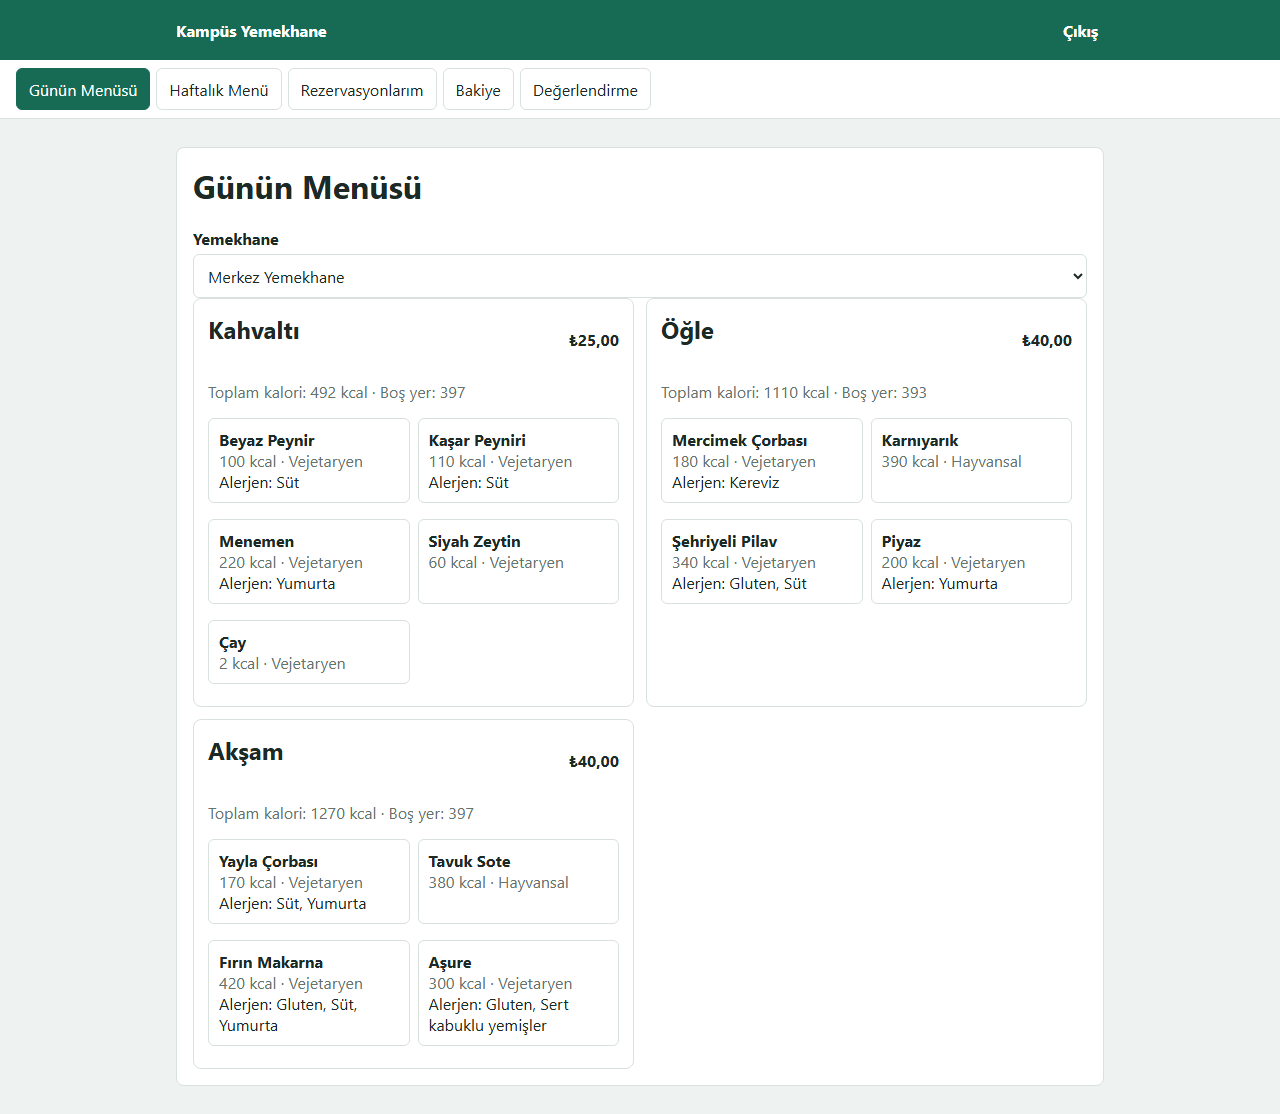 Kampüs Yemekhane
Çıkış
Günün Menüsü
Haftalık Menü
Rezervasyonlarım
Bakiye
Değerlendirme
Günün Menüsü
Yemekhane
Merkez Yemekhane
Kahvaltı
₺25,00
Toplam kalori: 492 kcal · Boş yer: 397
Beyaz Peynir
100 kcal · Vejetaryen
Alerjen: Süt
Kaşar Peyniri
110 kcal · Vejetaryen
Alerjen: Süt
Menemen
220 kcal · Vejetaryen
Alerjen: Yumurta
Siyah Zeytin
60 kcal · Vejetaryen
Çay
2 kcal · Vejetaryen
Öğle
₺40,00
Toplam kalori: 1110 kcal · Boş yer: 393
Mercimek Çorbası
180 kcal · Vejetaryen
Alerjen: Kereviz
Karnıyarık
390 kcal · Hayvansal
Şehriyeli Pilav
340 kcal · Vejetaryen
Alerjen: Gluten, Süt
Piyaz
200 kcal · Vejetaryen
Alerjen: Yumurta
Akşam
₺40,00
Toplam kalori: 1270 kcal · Boş yer: 397
Yayla Çorbası
170 kcal · Vejetaryen
Alerjen: Süt, Yumurta
Tavuk Sote
380 kcal · Hayvansal
Fırın Makarna
420 kcal · Vejetaryen
Alerjen: Gluten, Süt,
Yumurta
Aşure
300 kcal · Vejetaryen
Alerjen: Gluten, Sert
kabuklu yemişler